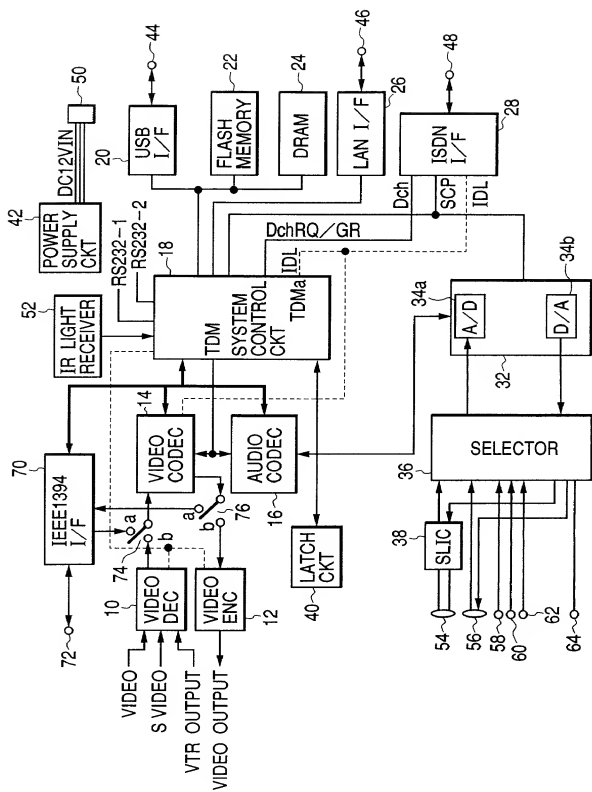 44
50
DC12VIN
42
POWER
SUPPLY
CKT
20
USB
I/F
22
FLASH
MEMORY
24
DRAM
46
LAN I/F
26
48
ISDN
I/F
28
Dch
SCP
IDL
RS232-1
RS232-2
18
DchRQ/GR
IDL
TDM
SYSTEM
CONTROL
CKT
TDMa
52
IR LIGHT
RECEIVER
34a
A/D
34b
D/A
32
14
VIDEO
CODEC
AUDIO
CODEC
16
70
IEEE1394
I/F
72
a
74
b
a
76
b
10
VIDEO
DEC
VIDEO
ENC
12
LATCH
CKT
40
VIDEO
S VIDEO
VTR OUTPUT
VIDEO OUTPUT
36
SELECTOR
38
SLIC
54
56
58
60
62
64